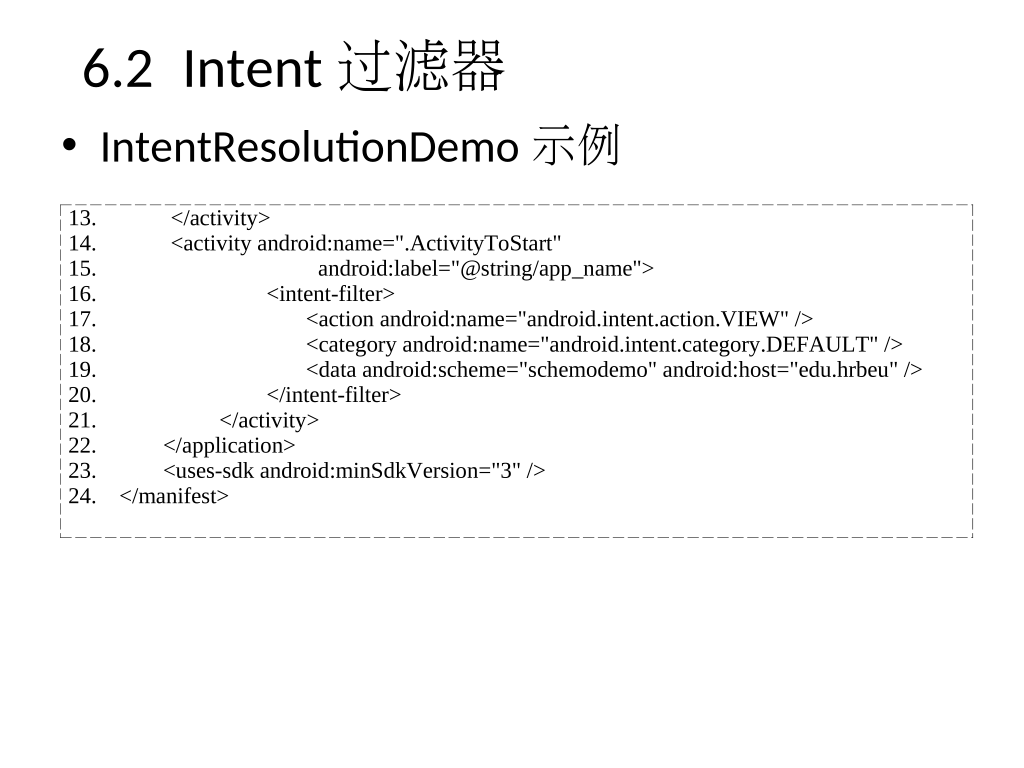 6.2 Intent 过滤器
• IntentResolutionDemo 示例
13. </activity>
14. <activity android:name=".ActivityToStart"
15. android:label="@string/app_name">
16. <intent-filter>
17. <action android:name="android.intent.action.VIEW" />
18. <category android:name="android.intent.category.DEFAULT" />
19. <data android:scheme="schemodemo" android:host="edu.hrbeu" />
20. </intent-filter>
21. </activity>
22. </application>
23. <uses-sdk android:minSdkVersion="3" />
24. </manifest>